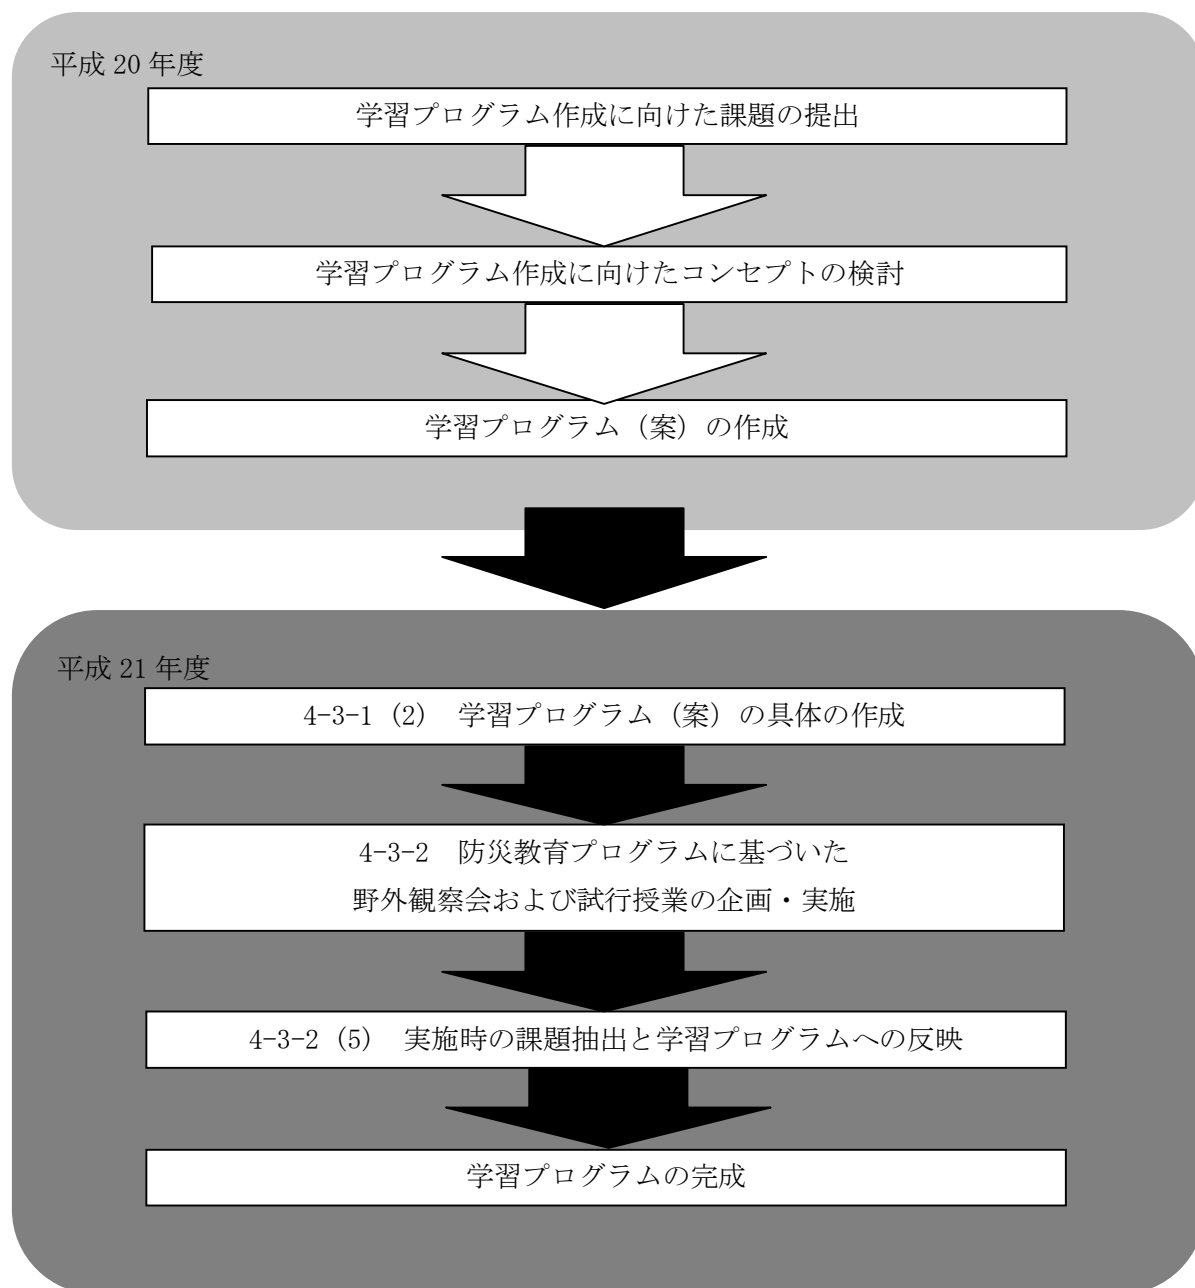 平成 20 年度
学習プログラム作成に向けた課題の提出
学習プログラム作成に向けたコンセプトの検討
学習プログラム（案）の作成
平成 21 年度
4-3-1（2）　学習プログラム（案）の具体の作成
4-3-2　防災教育プログラムに基づいた
野外観察会および試行授業の企画・実施
4-3-2（5）　実施時の課題抽出と学習プログラムへの反映
学習プログラムの完成